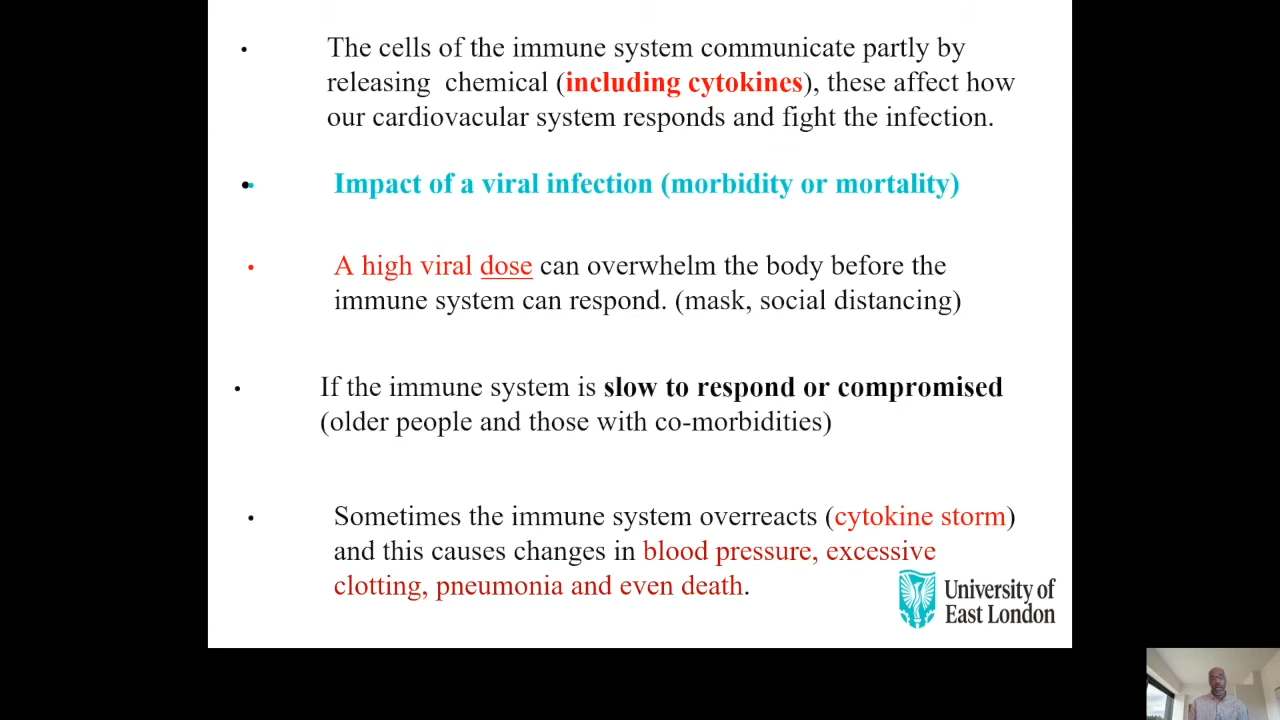 • The cells of the immune system communicate partly by
releasing chemical (including cytokines), these affect how
our cardiovacular system responds and fight the infection.
• Impact of a viral infection (morbidity or mortality)
• A high viral dose can overwhelm the body before the
immune system can respond. (mask, social distancing)
• If the immune system is slow to respond or compromised
(older people and those with co-morbidities)
• Sometimes the immune system overreacts (cytokine storm)
and this causes changes in blood pressure, excessive
clotting, pneumonia and even death.
University of
East London